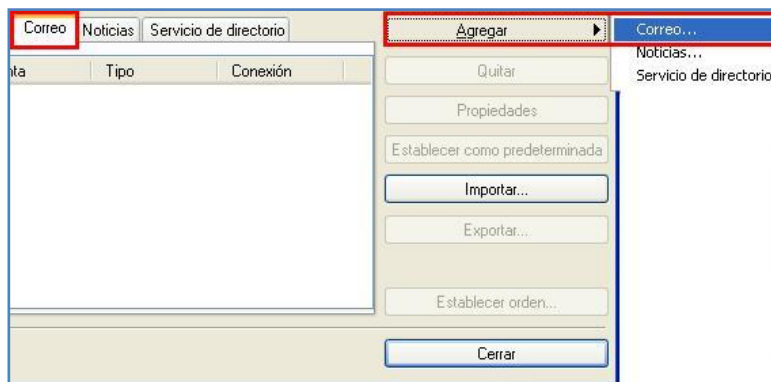 Correo Noticias Servicio de directorio
Agregar
Correo...
Noticias...
Servicio de directorio
nta Tipo Conexión
Quitar
Propiedades
Establecer como predeterminada
Importar...
Exportar...
Establecer orden...
Cerrar